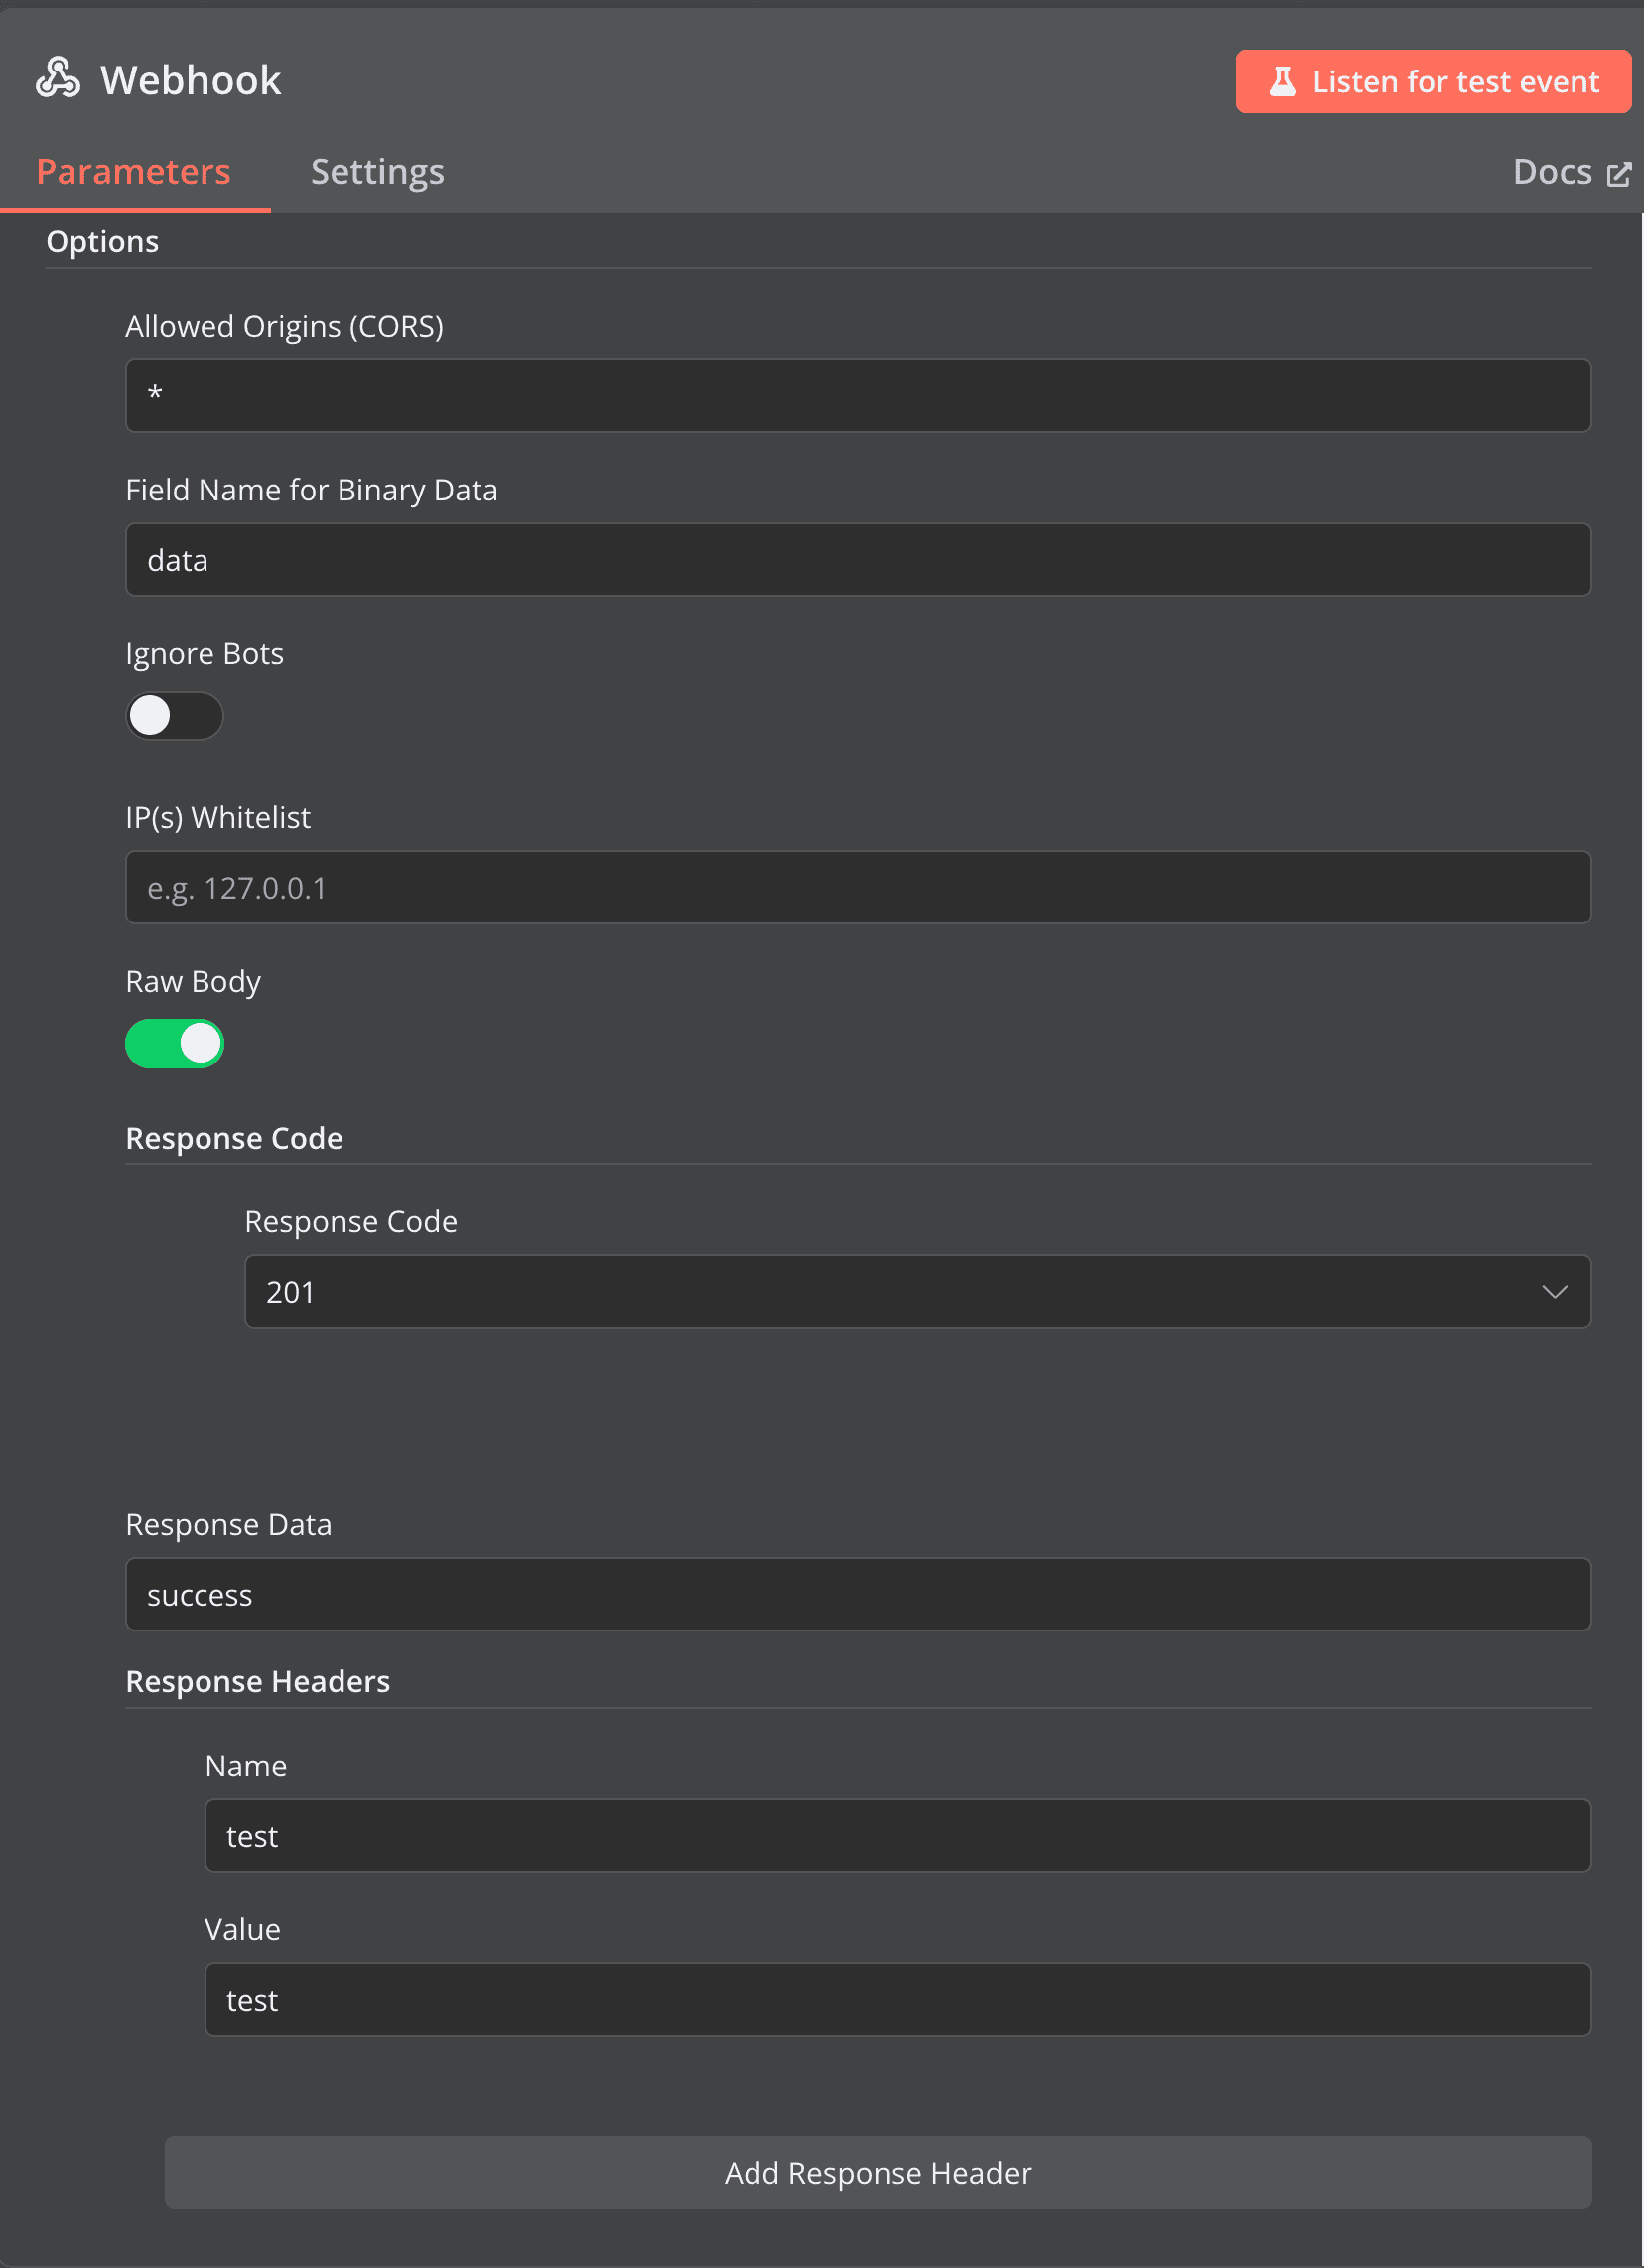 Webhook
Listen for test event
Parameters
Settings
Docs
Options
Allowed Origins (CORS)
*
Field Name for Binary Data
data
Ignore Bots
IP(s) Whitelist
e.g. 127.0.0.1
Raw Body
Response Code
Response Code
201
Response Data
success
Response Headers
Name
test
Value
test
Add Response Header